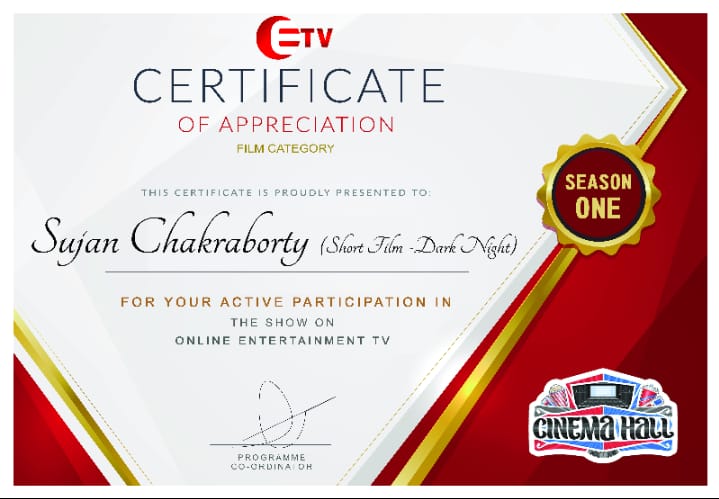 ETV
CERTIFICATE
OF APPRECIATION
FILM CATEGORY
THIS CERTIFICATE IS PROUDLY PRESENTED TO:
Sujan Chakraborty (Short Film -Dark Night)
SEASON
ONE
FOR YOUR ACTIVE PARTICIPATION IN
THE SHOW ON
ONLINE ENTERTAINMENT TV
PROGRAMME
CO-ORDINATOR
CINEMA HALL